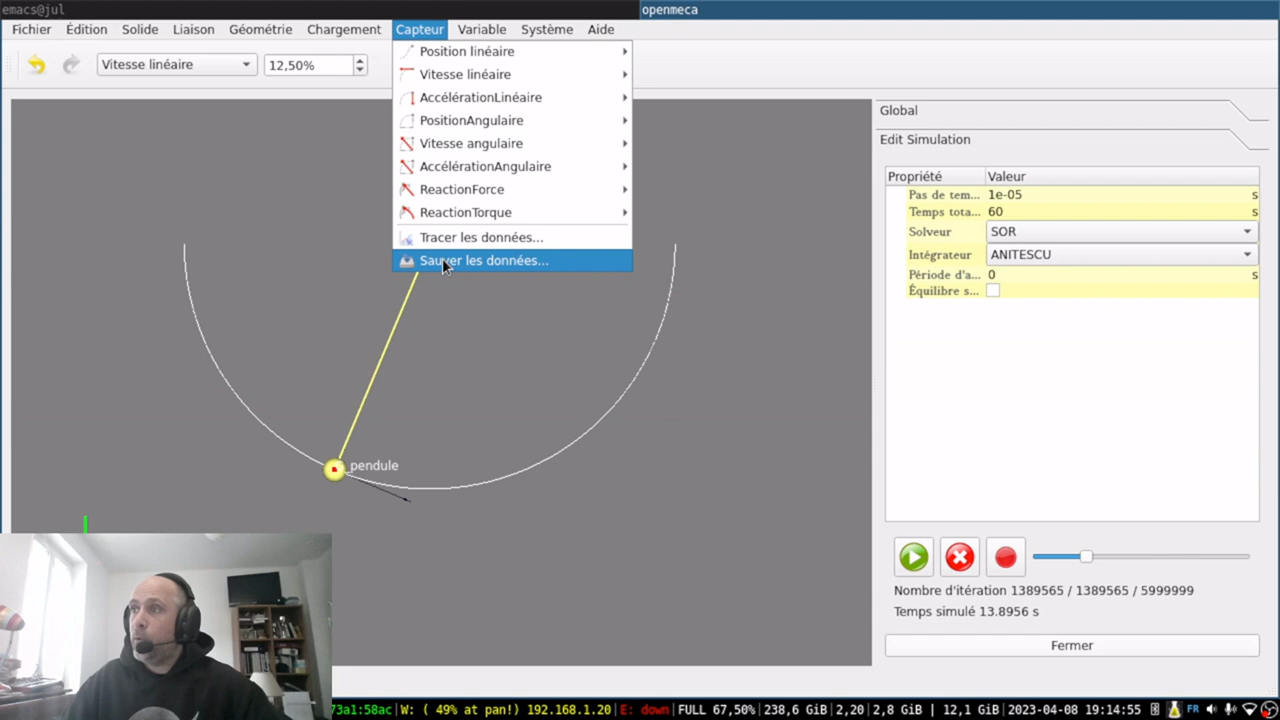 emacs@jul
openmeca
Fichier Édition Solide Liaison Géométrie Chargement Capteur Variable Système Aide
Vitesse linéaire 12,50%
Position linéaire
Vitesse linéaire
AccélérationLinéaire
PositionAngulaire
Vitesse angulaire
AccélérationAngulaire
ReactionForce
ReactionTorque
Tracer les données...
Sauver les données...
pendule
Global
Edit Simulation
Propriété Valeur
Pas de tem... 1e-05 s
Temps tota... 60 s
Solveur SOR
Intégrateur ANITESCU
Période d'a... 0 s
Équilibre s...
Nombre d'itération 1389565 / 1389565 / 5999999
Temps simulé 13.8956 s
Fermer
73a1:58ac|W: ( 49% at pan!) 192.168.1.20|E: down|FULL 67,50%|238,6 GiB|2,20|2,8 GiB | 12,1 GiB|2023-04-08 19:14:55 FR